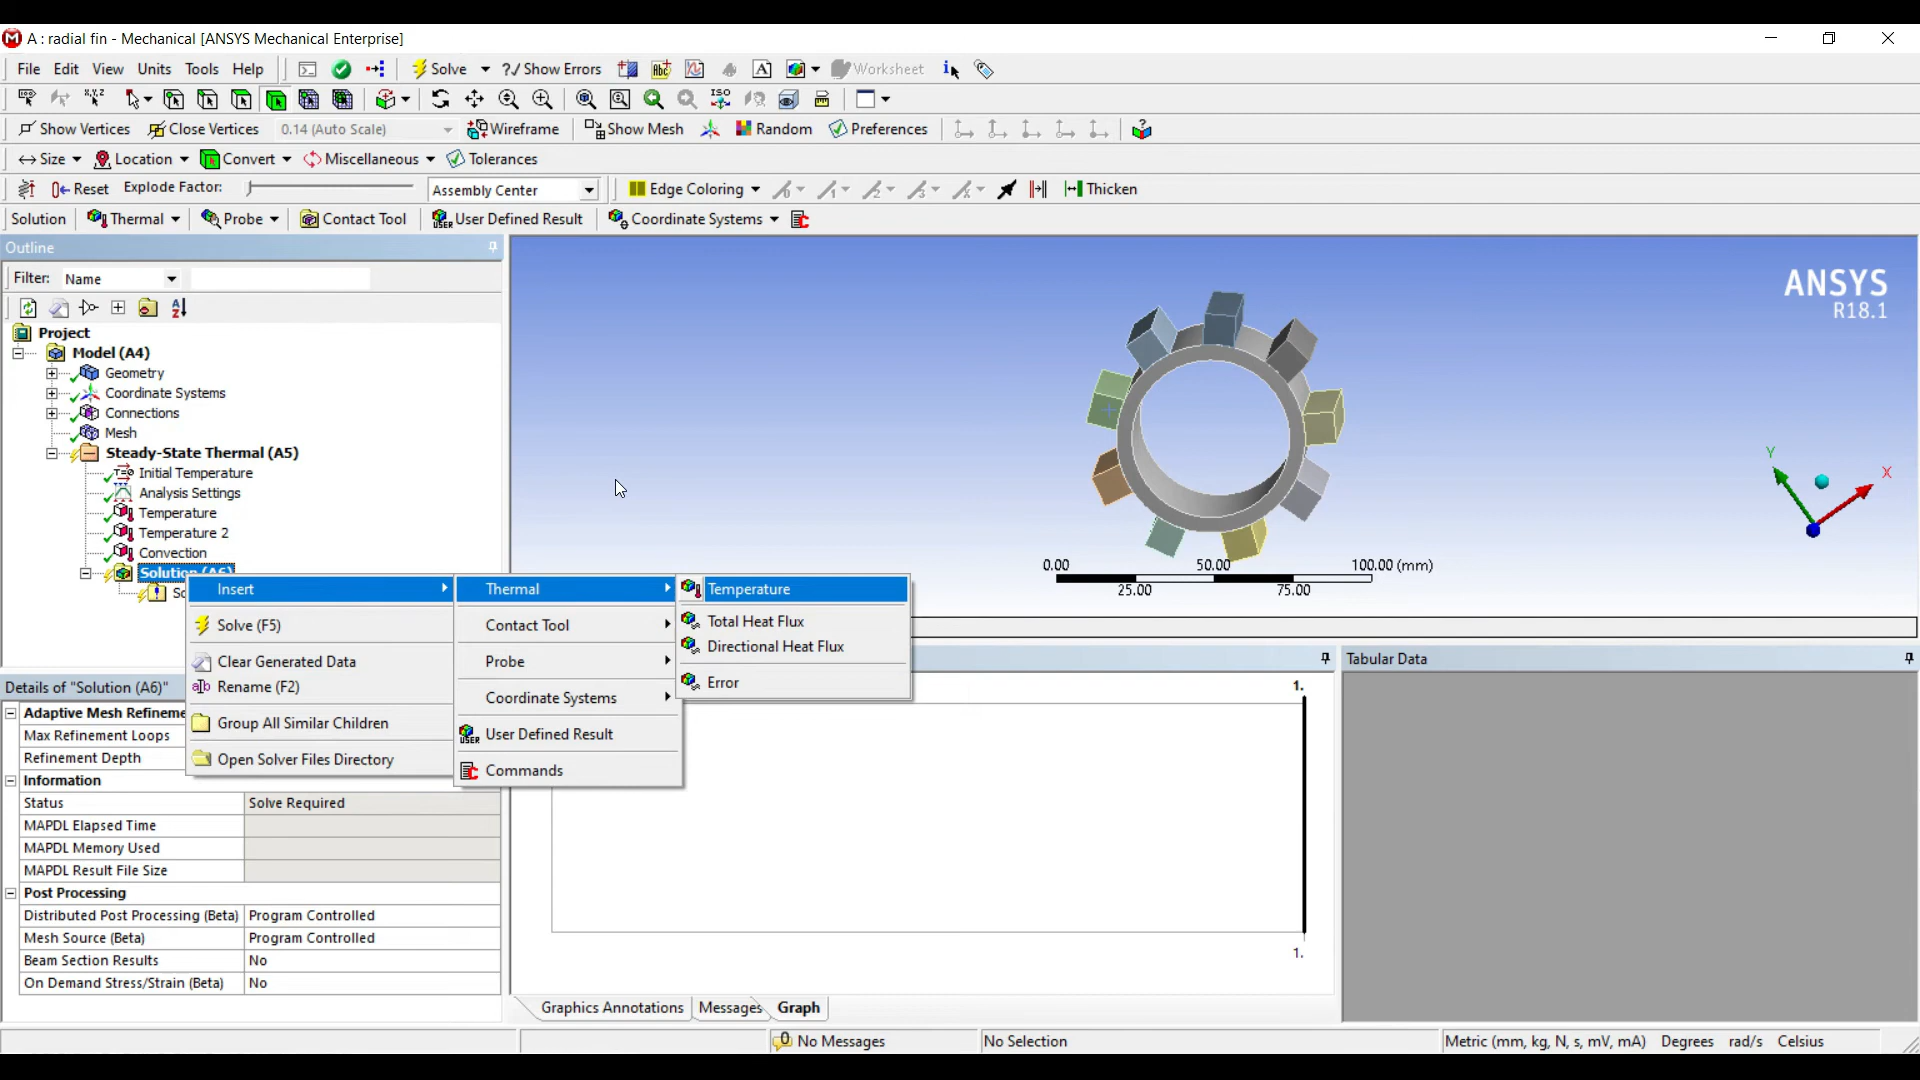 A : radial fin - Mechanical [ANSYS Mechanical Enterprise]
File Edit View Units Tools Help Solve ?/ Show Errors Worksheet
Show Vertices Close Vertices 0.14 (Auto Scale) Wireframe Show Mesh Random Preferences
Size Location Convert Miscellaneous Tolerances
Reset Explode Factor: Assembly Center Edge Coloring Thicken
Solution Thermal Probe Contact Tool User Defined Result Coordinate Systems
Outline
Filter: Name
Project
Model (A4)
Geometry
Coordinate Systems
Connections
Mesh
Steady-State Thermal (A5)
Initial Temperature
Analysis Settings
Temperature
Temperature 2
Convection
Solution (A6)
So
Insert
Solve (F5)
Clear Generated Data
Rename (F2)
Group All Similar Children
Open Solver Files Directory
Thermal
Contact Tool
Probe
Coordinate Systems
User Defined Result
Commands
Temperature
Total Heat Flux
Directional Heat Flux
Error
ANSYS
R18.1
Y
X
0.00 50.00 100.00 (mm)
25.00 75.00
Details of "Solution (A6)"
Adaptive Mesh Refineme
Max Refinement Loops
Refinement Depth
Information
Status Solve Required
MAPDL Elapsed Time
MAPDL Memory Used
MAPDL Result File Size
Post Processing
Distributed Post Processing (Beta) Program Controlled
Mesh Source (Beta) Program Controlled
Beam Section Results No
On Demand Stress/Strain (Beta) No
1.
1.
Tabular Data
Graphics Annotations Messages Graph
No Messages No Selection Metric (mm, kg, N, s, mV, mA) Degrees rad/s Celsius